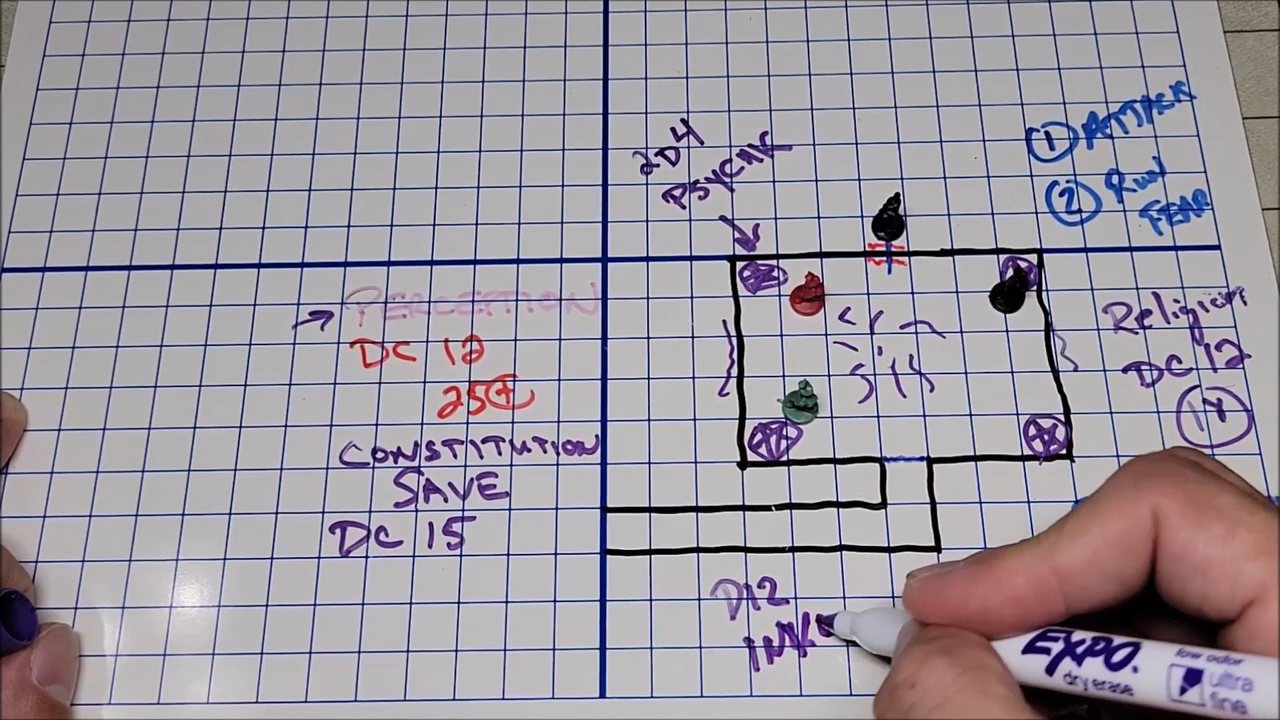 2D4
PSYCHIC
① ATTACK
② RUN
FEAR
PERCEPTION
DC 12
25
CONSTITUTION
SAVE
DC 15
Religion
DC 12
D12
EXPO®
dry erase
low odor
ultra
fine